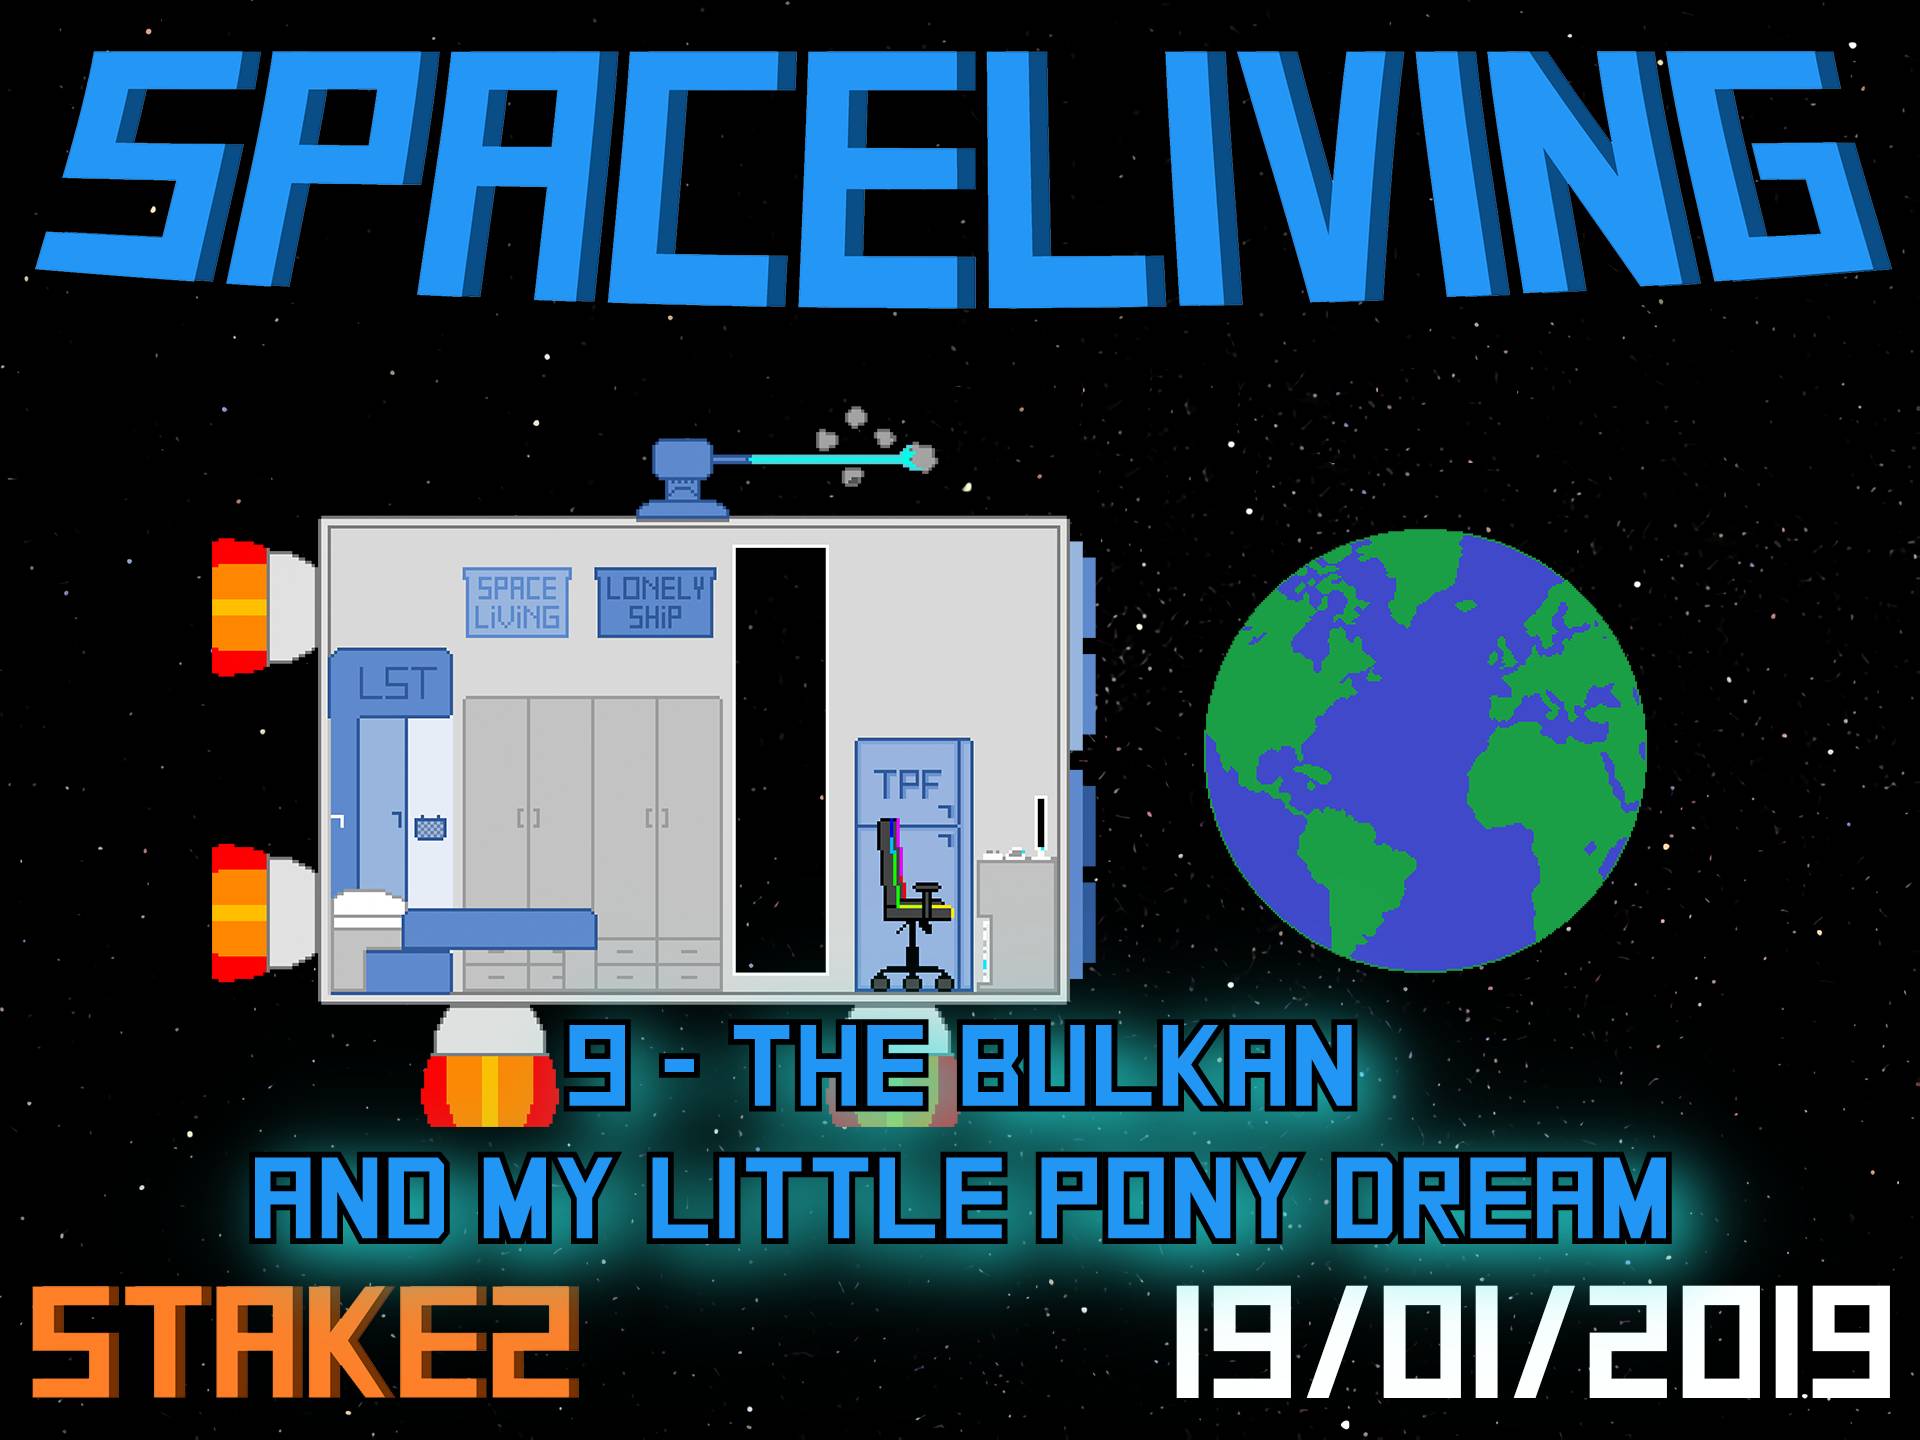 SPACELIVING
SPACE
LiViNG
LONELY
SHiP
LST
TPF
9 - THE BULKAN
AND MY LITTLE PONY DREAM
STAKE2
19/01/2019